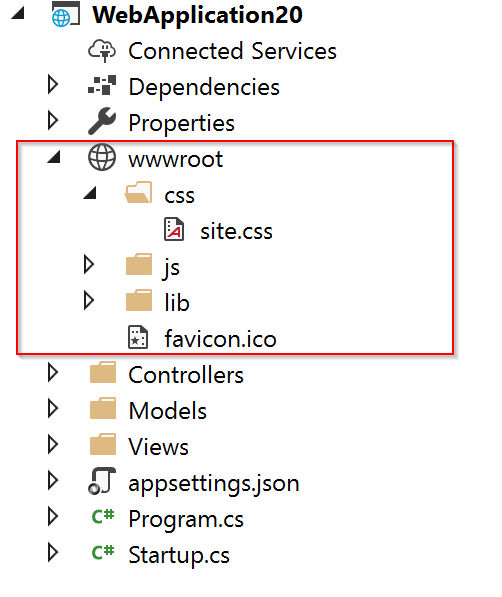 WebApplication20
Connected Services
Dependencies
Properties
wwwroot
css
site.css
js
lib
favicon.ico
Controllers
Models
Views
appsettings.json
C# Program.cs
C# Startup.cs